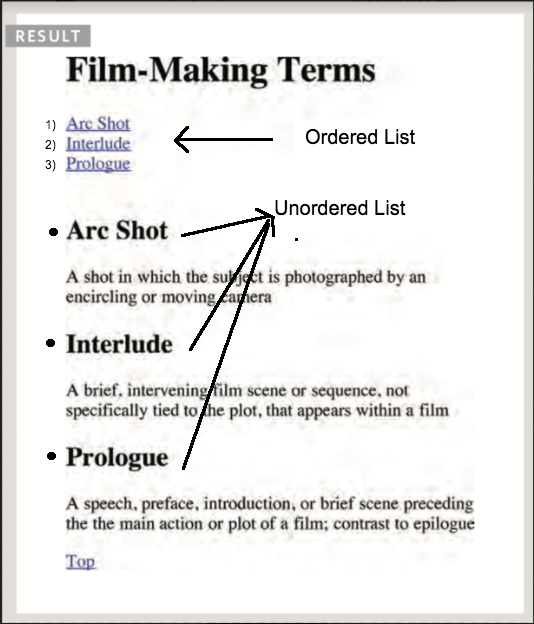 RESULT
Film-Making Terms
1) Arc Shot
2) Interlude
3) Prologue
Ordered List
Unordered List
• Arc Shot
A shot in which the subject is photographed by an
encircling or moving camera
• Interlude
A brief, intervening film scene or sequence, not
specifically tied to the plot, that appears within a film
• Prologue
A speech, preface, introduction, or brief scene preceding
the the main action or plot of a film; contrast to epilogue
Top